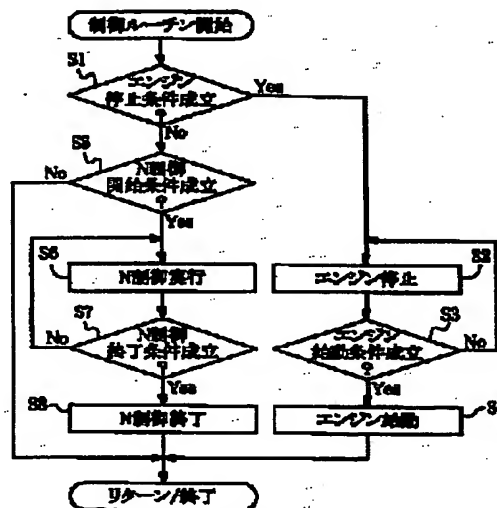 制御ルーチン開始
S1
エンジン
停止条件成立
?
Yes
No
S5
N制御
開始条件成立
?
No
Yes
S6
N制御実行
エンジン停止
S2
S7
N制御
終了条件成立
?
No
Yes
エンジン
始動条件成立
?
S3
No
Yes
S8
N制御終了
エンジン始動
S
リターン/終了